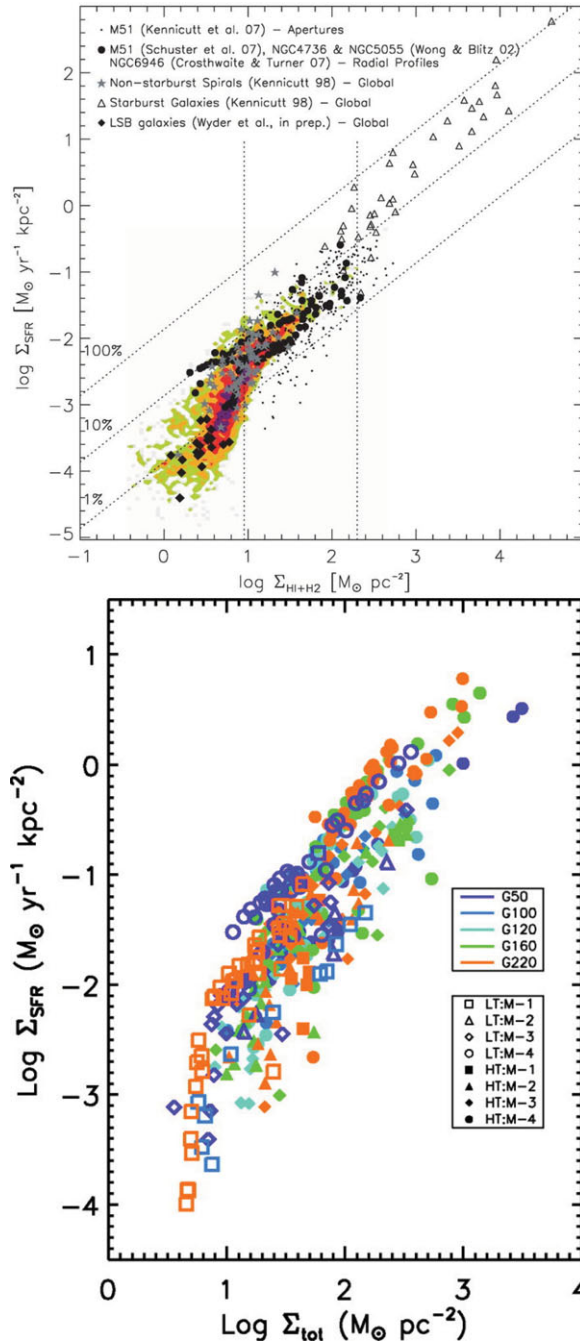 M51 (Kennicutt et al. 07) – Apertures
M51 (Schuster et al. 07), NGC4736 & NGC5055 (Wong & Blitz 02)
NGC6946 (Crosthwaite & Turner 07) – Radial Profiles
Non–starburst Spirals (Kennicutt 98) – Global
Starburst Galaxies (Kennicutt 98) – Global
LSB galaxies (Wyder et al., in prep.) – Global
2
1
0
−1
−2
−3
−4
−5
log Σ_SFR [M⊙ yr⁻¹ kpc⁻²]
100%
10%
1%
−1 0 1 2 3 4
log Σ_HI+H2 [M⊙ pc⁻²]
1
0
−1
−2
−3
−4
Log Σ_SFR (M⊙ yr⁻¹ kpc⁻²)
G50
G100
G120
G160
G220
LT:M−1
LT:M−2
LT:M−3
LT:M−4
HT:M−1
HT:M−2
HT:M−3
HT:M−4
0 1 2 3 4
Log Σ_tot (M⊙ pc⁻²)